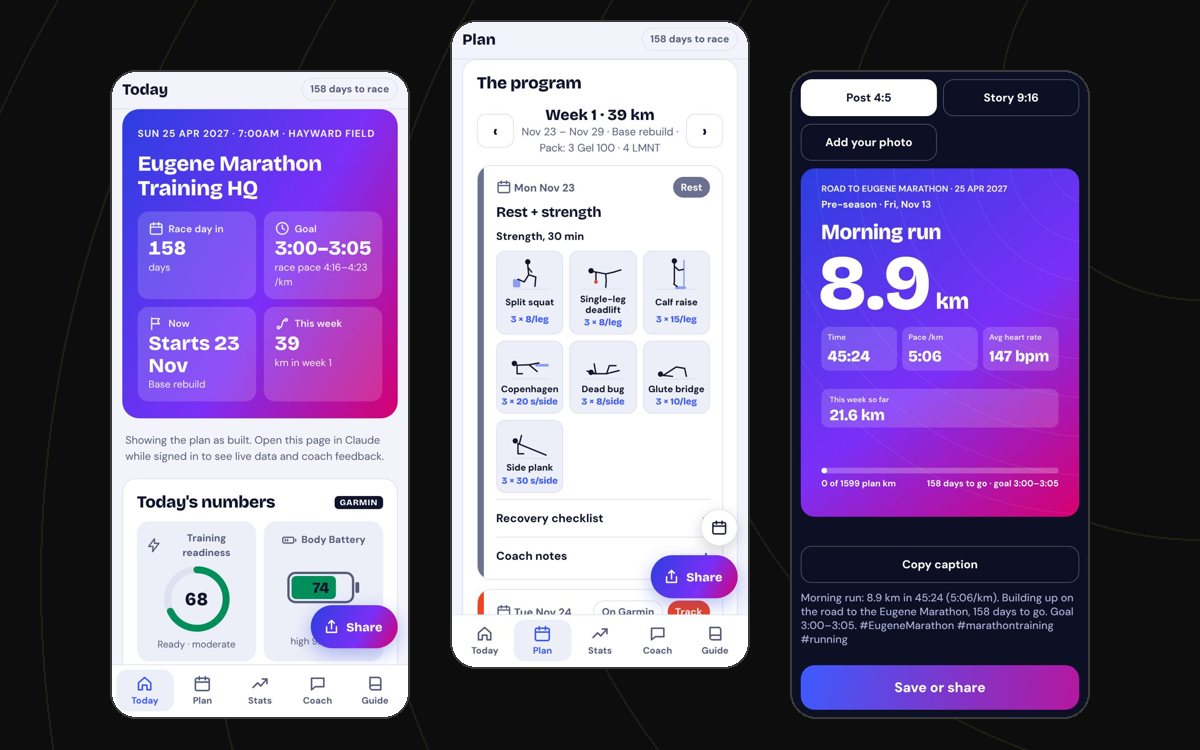 Today
158 days to race
SUN 25 APR 2027 · 7:00AM · HAYWARD FIELD
Eugene Marathon
Training HQ
Race day in
158
days
Goal
3:00–3:05
race pace 4:16–4:23
/km
Now
Starts 23
Nov
Base rebuild
This week
39
km in week 1
Showing the plan as built. Open this page in Claude
while signed in to see live data and coach feedback.
Today's numbers
GARMIN
Training
readiness
68
Ready · moderate
Body Battery
74
high
Share
Today
Plan
Stats
Coach
Guide
Plan
158 days to race
The program
‹
Week 1 · 39 km
Nov 23 – Nov 29 · Base rebuild ·
Pack: 3 Gel 100 · 4 LMNT
›
Mon Nov 23
Rest
Rest + strength
Strength, 30 min
Split squat
3 × 8/leg
Single-leg
deadlift
3 × 8/leg
Calf raise
3 × 15/leg
Copenhagen
3 × 20 s/side
Dead bug
3 × 8/side
Glute bridge
3 × 10/leg
Side plank
3 × 30 s/side
Recovery checklist
Coach notes
Share
Tue Nov 24
On Garmin
Track
Today
Plan
Stats
Coach
Guide
Post 4:5
Story 9:16
Add your photo
ROAD TO EUGENE MARATHON · 25 APR 2027
Pre-season · Fri, Nov 13
Morning run
8.9 km
Time
45:24
Pace /km
5:06
Avg heart rate
147 bpm
This week so far
21.6 km
0 of 1599 plan km
158 days to go · goal 3:00–3:05
Copy caption
Morning run: 8.9 km in 45:24 (5:06/km). Building up on
the road to the Eugene Marathon, 158 days to go. Goal
3:00–3:05. #EugeneMarathon #marathontraining
#running
Save or share